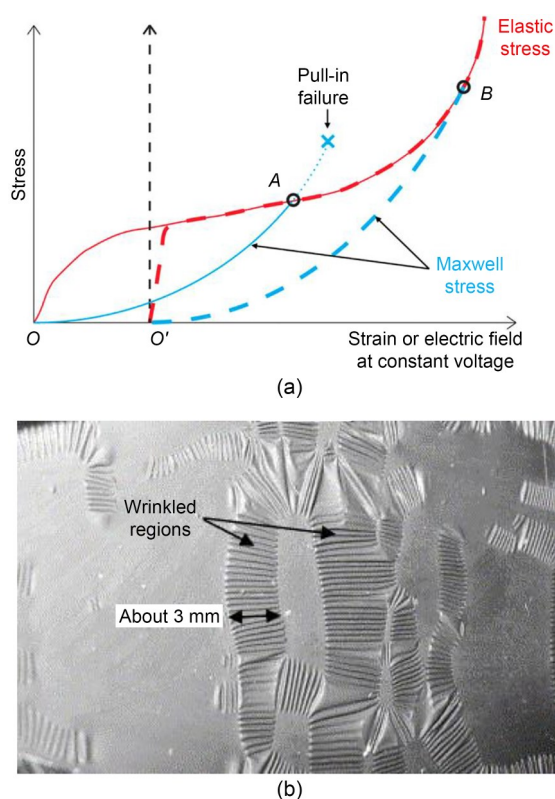 Elastic
stress
Pull-in
failure
B
A
Stress
Maxwell
stress
O
O′
Strain or electric field
at constant voltage
(a)
Wrinkled
regions
About 3 mm
(b)